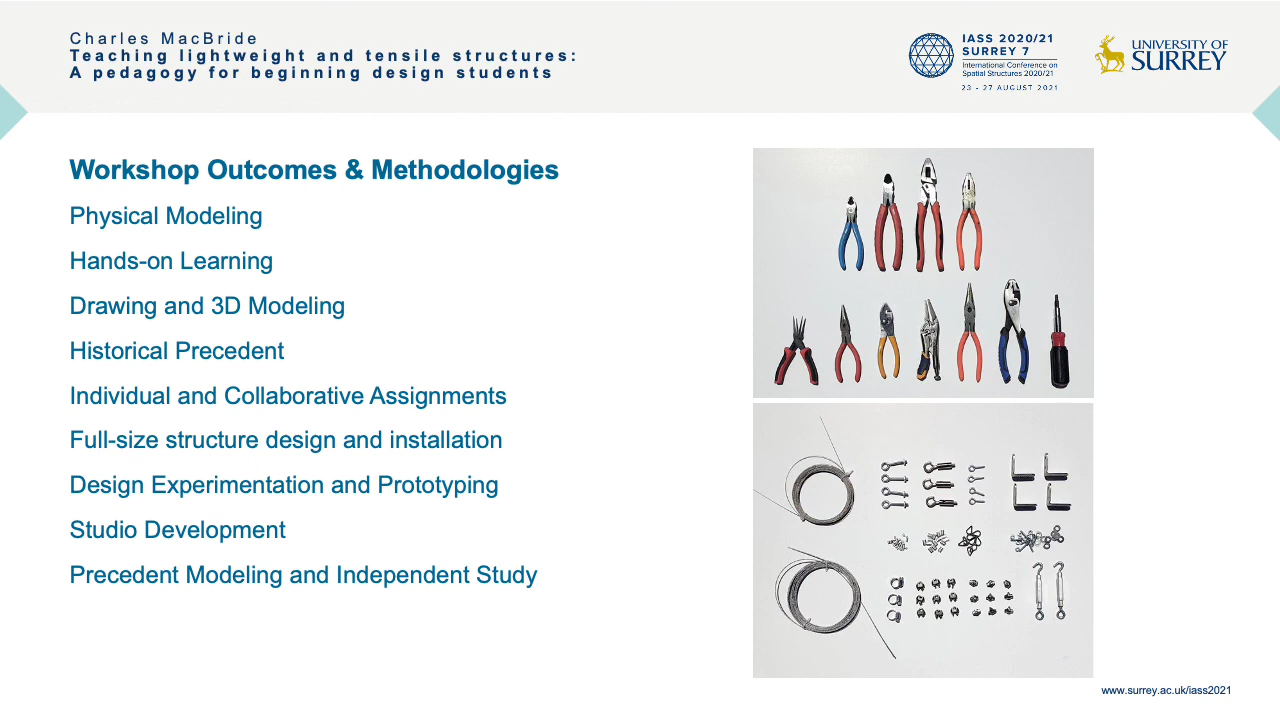 Charles MacBride
Teaching lightweight and tensile structures:
A pedagogy for beginning design students
IASS 2020/21
SURREY 7
International Conference on
Spatial Structures 2020/21
23 - 27 AUGUST 2021
UNIVERSITY OF
SURREY
Workshop Outcomes & Methodologies
Physical Modeling
Hands-on Learning
Drawing and 3D Modeling
Historical Precedent
Individual and Collaborative Assignments
Full-size structure design and installation
Design Experimentation and Prototyping
Studio Development
Precedent Modeling and Independent Study
www.surrey.ac.uk/iass2021